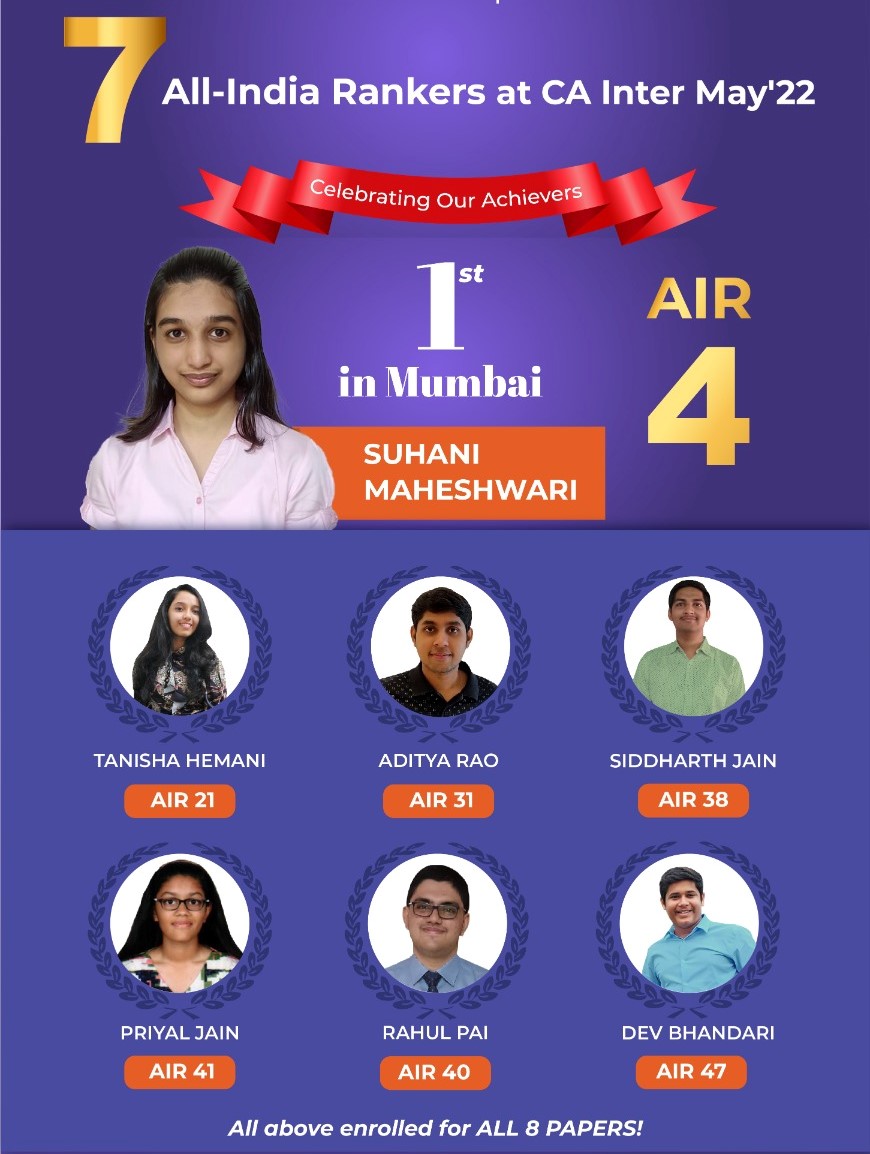 7
All-India Rankers at CA Inter May'22
Celebrating Our Achievers
1st
in Mumbai
AIR
4
SUHANI
MAHESHWARI
TANISHA HEMANI
AIR 21
ADITYA RAO
AIR 31
SIDDHARTH JAIN
AIR 38
PRIYAL JAIN
AIR 41
RAHUL PAI
AIR 40
DEV BHANDARI
AIR 47
All above enrolled for ALL 8 PAPERS!